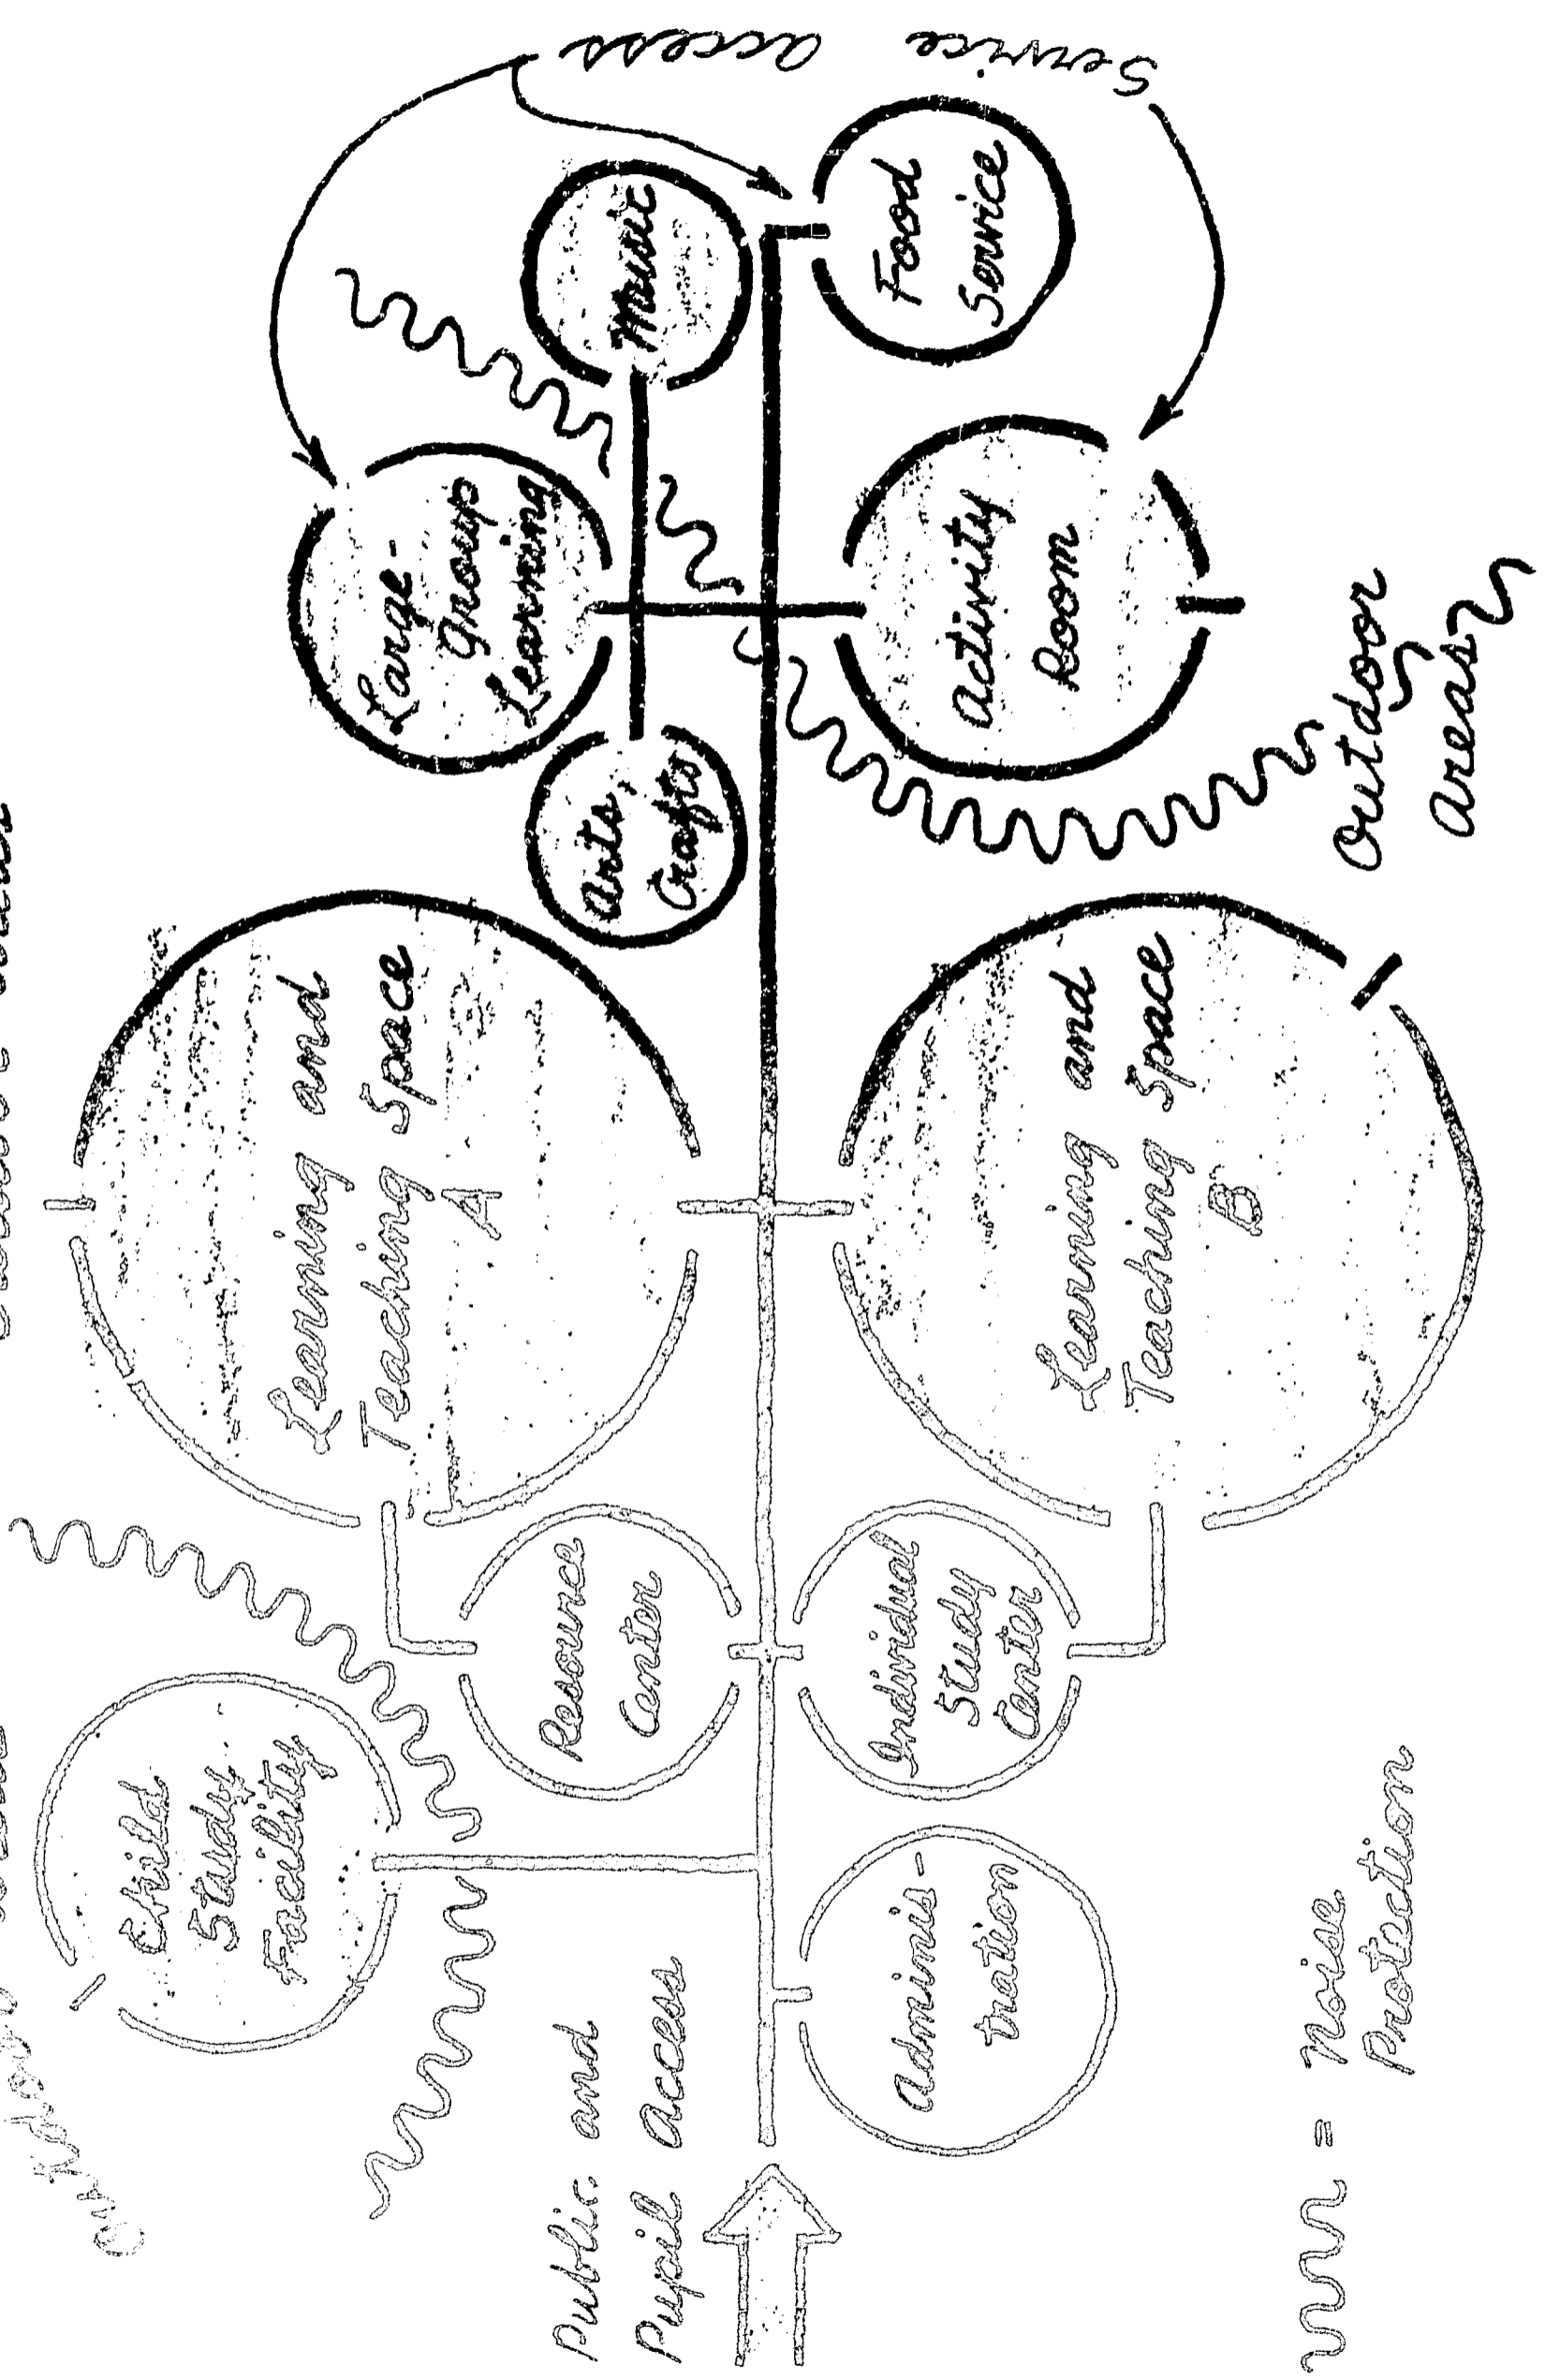 Outdoor
Child
Study
Facility
Learning and
Teaching Space
A
Large-
Group
Learning
Music
Arts,
Crafts
Service access
Resource
Center
Public and
Pupil Access
Individual
Study
Center
Adminis-
tration
Learning and
Teaching Space
B
Activity
Room
Food
Service
Outdoor
Areas
= Noise
Protection